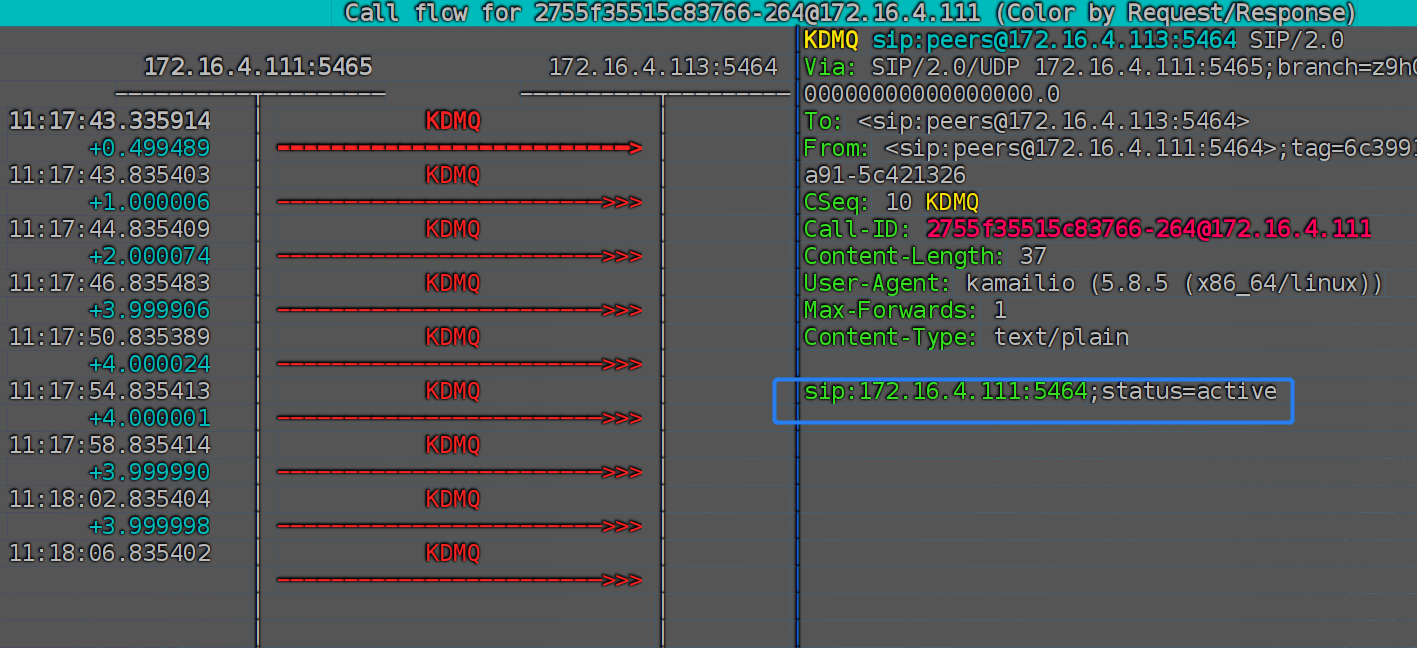 Call flow for 2755f35515c83766-264@172.16.4.111 (Color by Request/Response)
172.16.4.111:5465 172.16.4.113:5464
11:17:43.335914 KDMQ
+0.499489
11:17:43.835403 KDMQ
+1.000006 >>>
11:17:44.835409 KDMQ
+2.000074 >>>
11:17:46.835483 KDMQ
+3.999906 >>>
11:17:50.835389 KDMQ
+4.000024 >>>
11:17:54.835413 KDMQ
+4.000001 >>>
11:17:58.835414 KDMQ
+3.999990 >>>
11:18:02.835404 KDMQ
+3.999998 >>>
11:18:06.835402 KDMQ
>>>
KDMQ sip:peers@172.16.4.113:5464 SIP/2.0
Via: SIP/2.0/UDP 172.16.4.111:5465;branch=z9h
00000000000000000.0
To: <sip:peers@172.16.4.113:5464>
From: <sip:peers@172.16.4.111:5464>;tag=6c3991
a91-5c421326
CSeq: 10 KDMQ
Call-ID: 2755f35515c83766-264@172.16.4.111
Content-Length: 37
User-Agent: kamailio (5.8.5 (x86_64/linux))
Max-Forwards: 1
Content-Type: text/plain
sip:172.16.4.111:5464;status=active